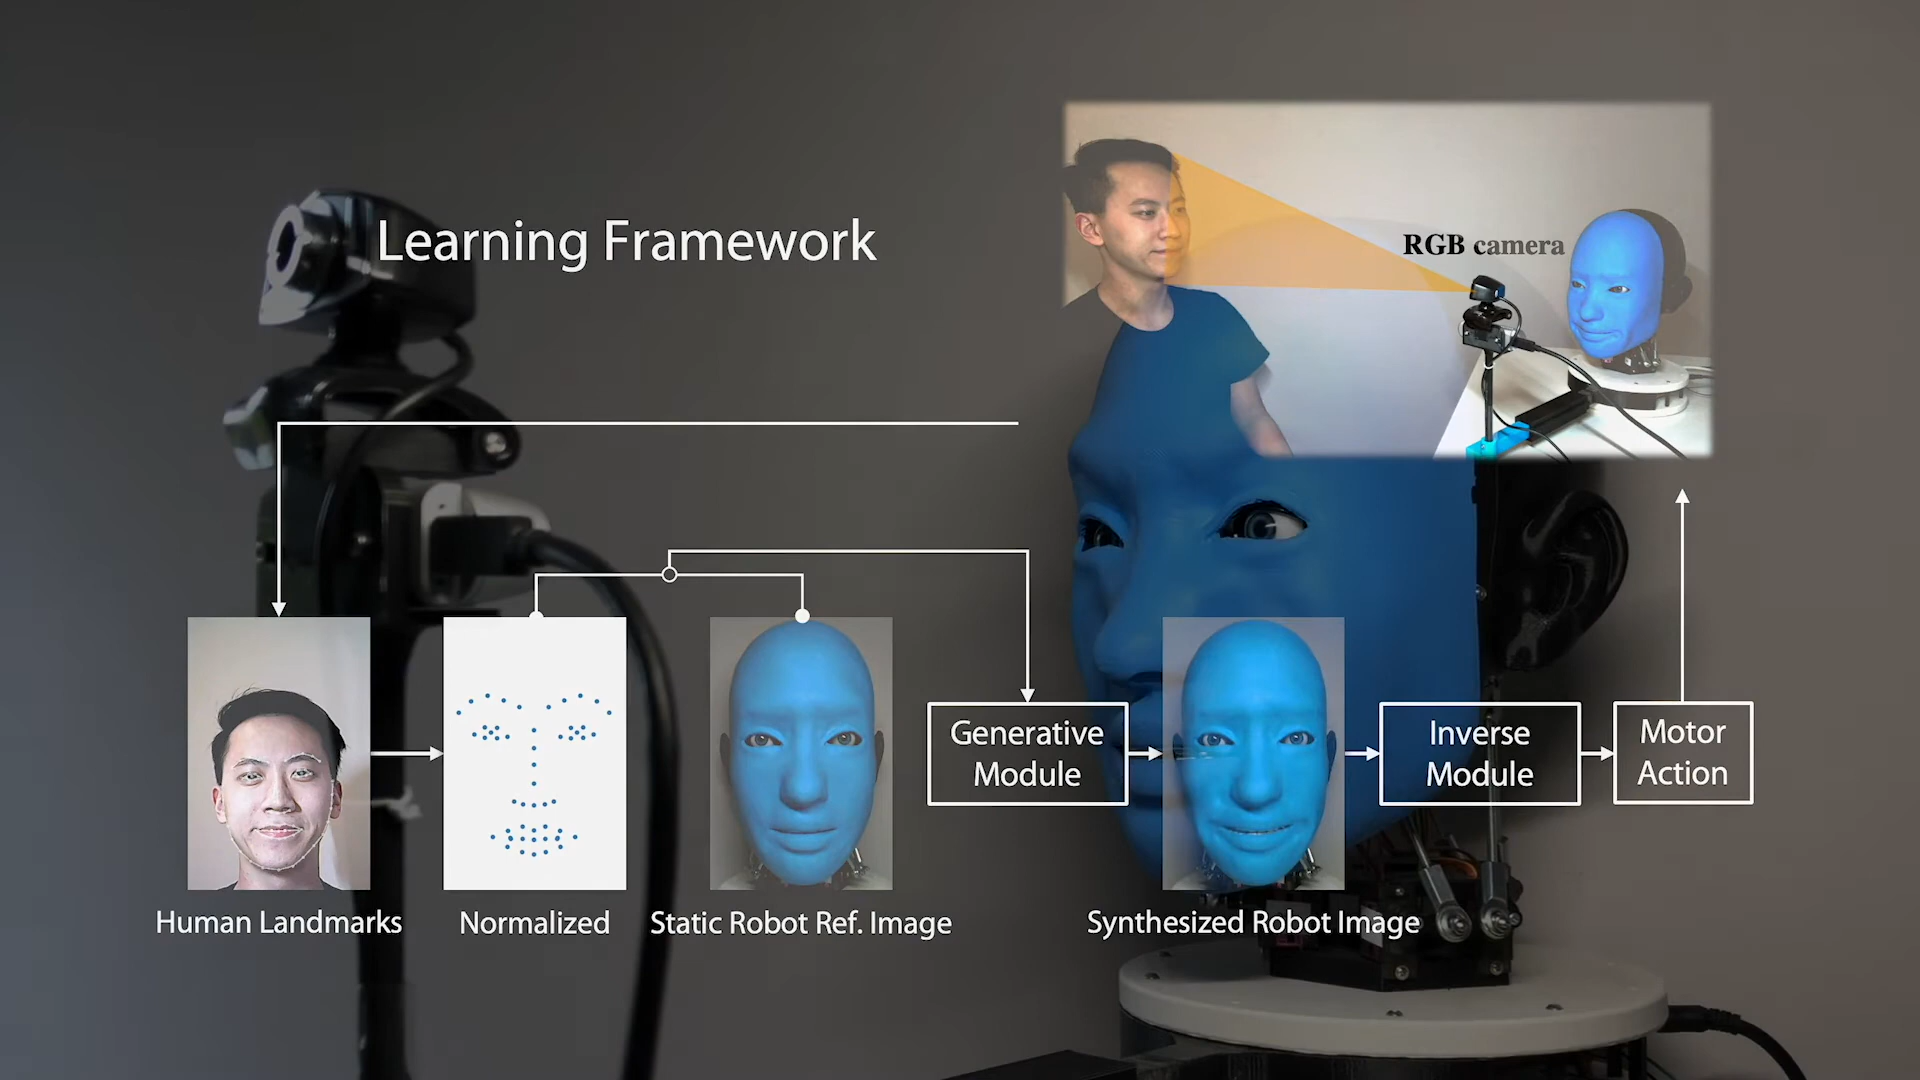 Learning Framework
RGB camera
Generative
Module
Inverse
Module
Motor
Action
Human Landmarks
Normalized
Static Robot Ref. Image
Synthesized Robot Image